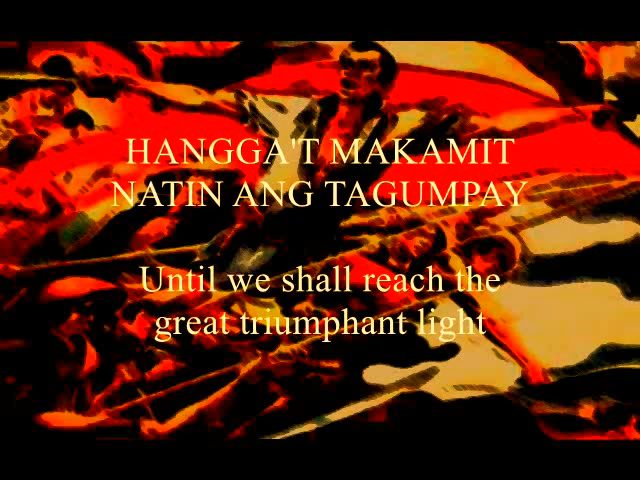 HANGGA'T MAKAMIT
NATIN ANG TAGUMPAY
Until we shall reach the
great triumphant light